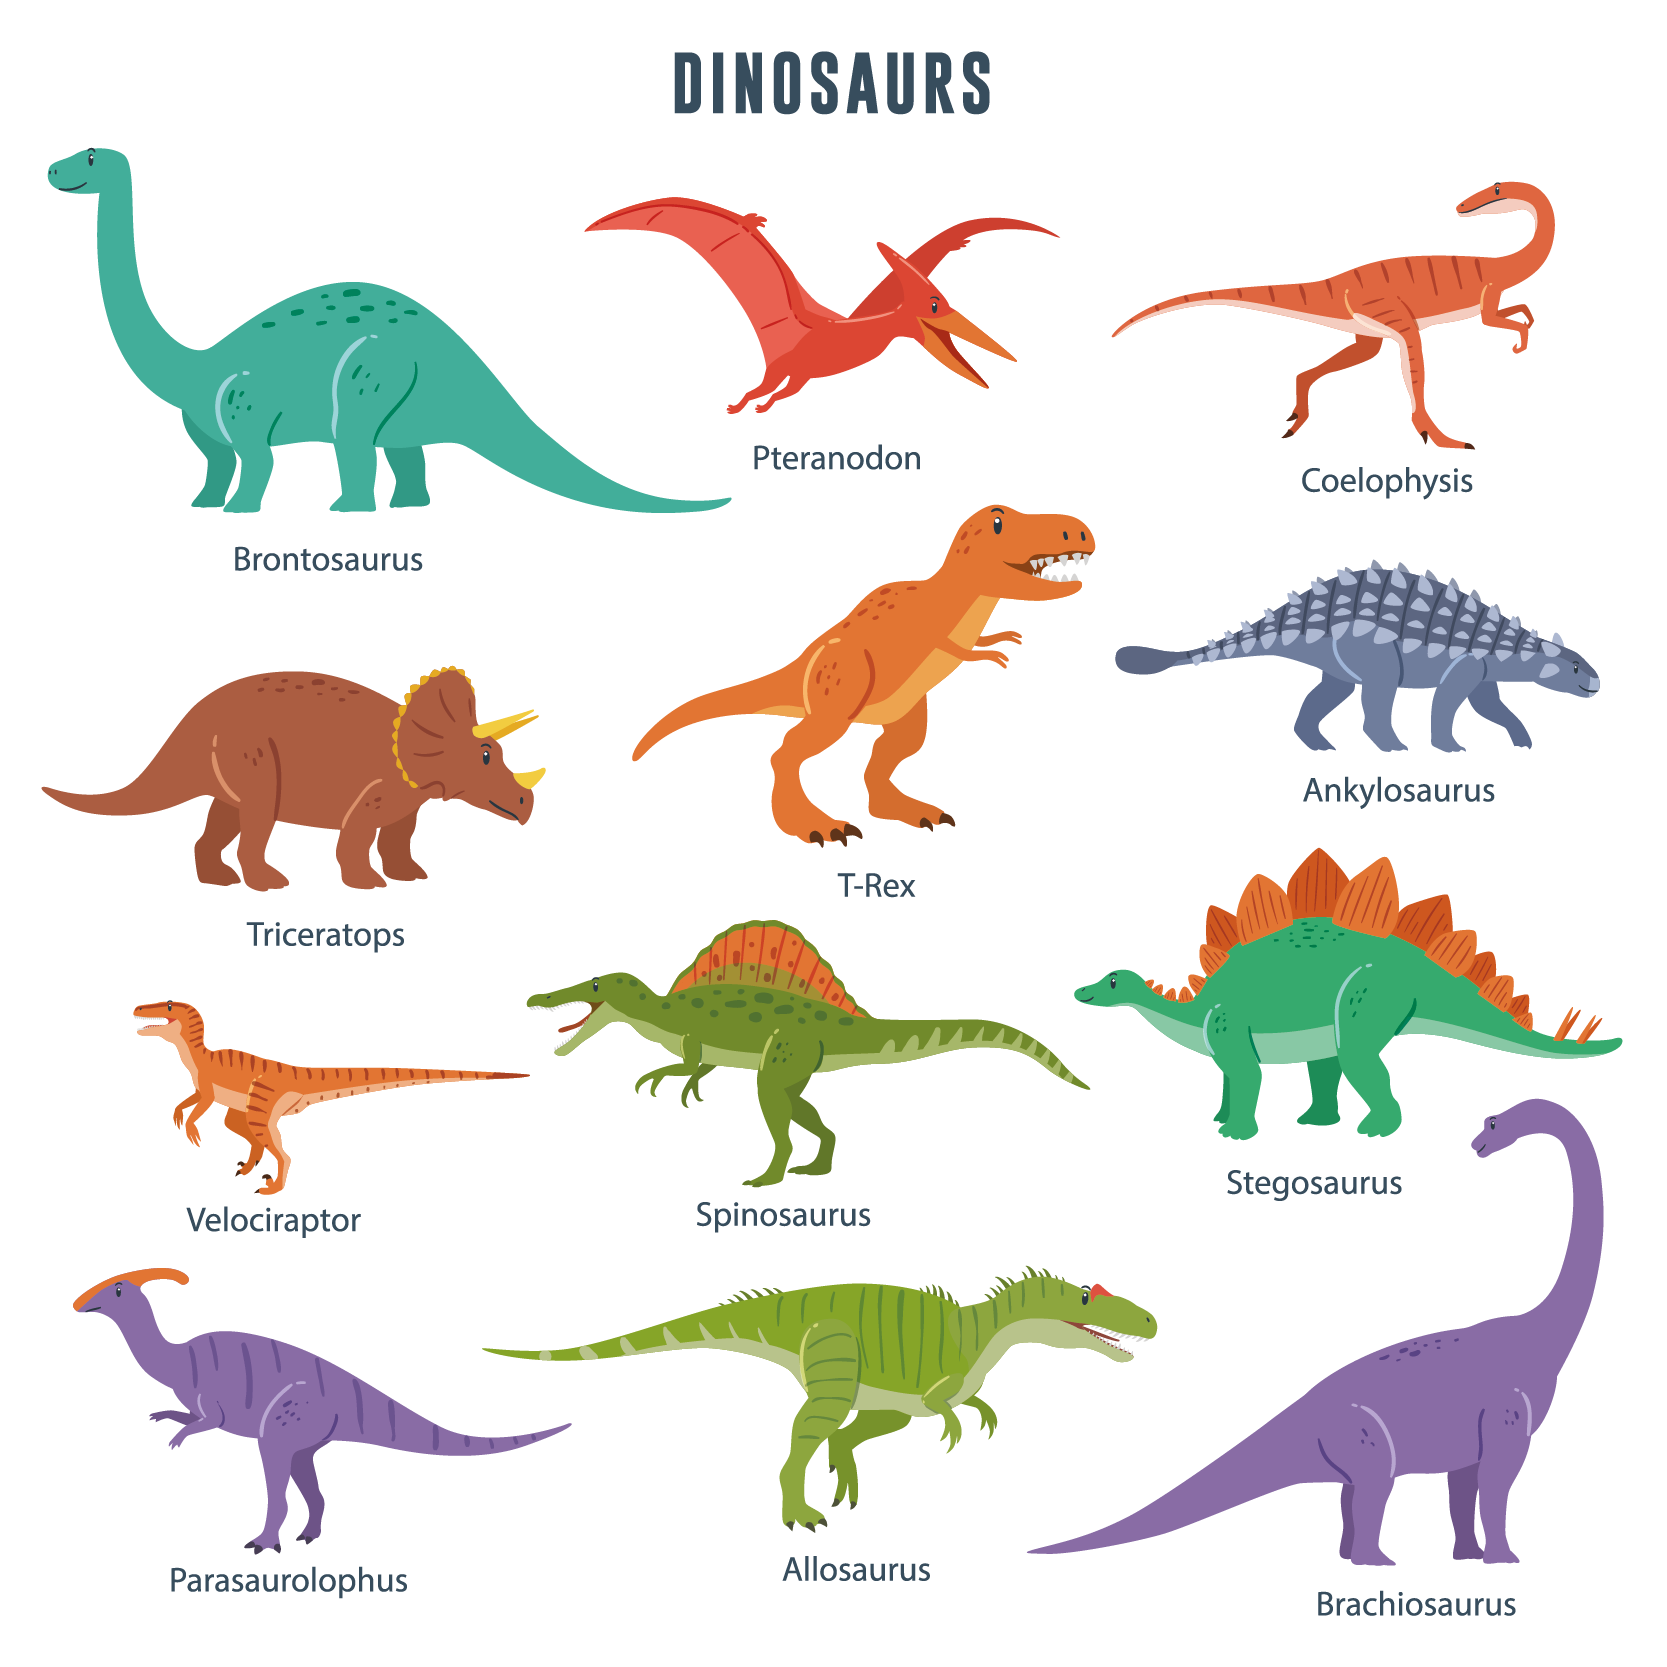 DINOSAURS
Brontosaurus
Pteranodon
Coelophysis
Triceratops
T-Rex
Ankylosaurus
Velociraptor
Spinosaurus
Stegosaurus
Parasaurolophus
Allosaurus
Brachiosaurus